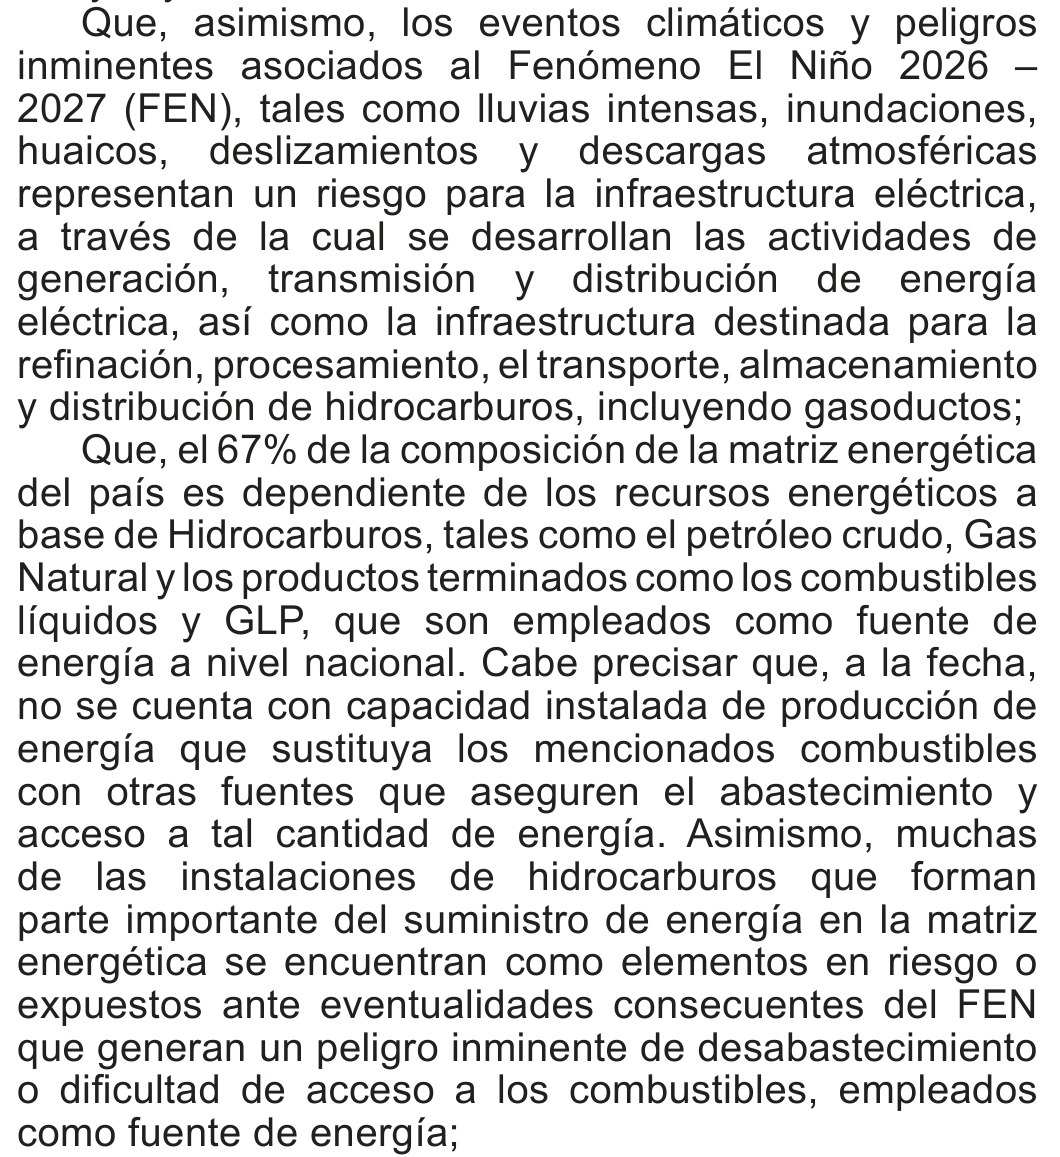 Que, asimismo, los eventos climáticos y peligros
inminentes asociados al Fenómeno El Niño 2026 –
2027 (FEN), tales como lluvias intensas, inundaciones,
huaicos, deslizamientos y descargas atmosféricas
representan un riesgo para la infraestructura eléctrica,
a través de la cual se desarrollan las actividades de
generación, transmisión y distribución de energía
eléctrica, así como la infraestructura destinada para la
refinación, procesamiento, el transporte, almacenamiento
y distribución de hidrocarburos, incluyendo gasoductos;
Que, el 67% de la composición de la matriz energética
del país es dependiente de los recursos energéticos a
base de Hidrocarburos, tales como el petróleo crudo, Gas
Natural y los productos terminados como los combustibles
líquidos y GLP, que son empleados como fuente de
energía a nivel nacional. Cabe precisar que, a la fecha,
no se cuenta con capacidad instalada de producción de
energía que sustituya los mencionados combustibles
con otras fuentes que aseguren el abastecimiento y
acceso a tal cantidad de energía. Asimismo, muchas
de las instalaciones de hidrocarburos que forman
parte importante del suministro de energía en la matriz
energética se encuentran como elementos en riesgo o
expuestos ante eventualidades consecuentes del FEN
que generan un peligro inminente de desabastecimiento
o dificultad de acceso a los combustibles, empleados
como fuente de energía;